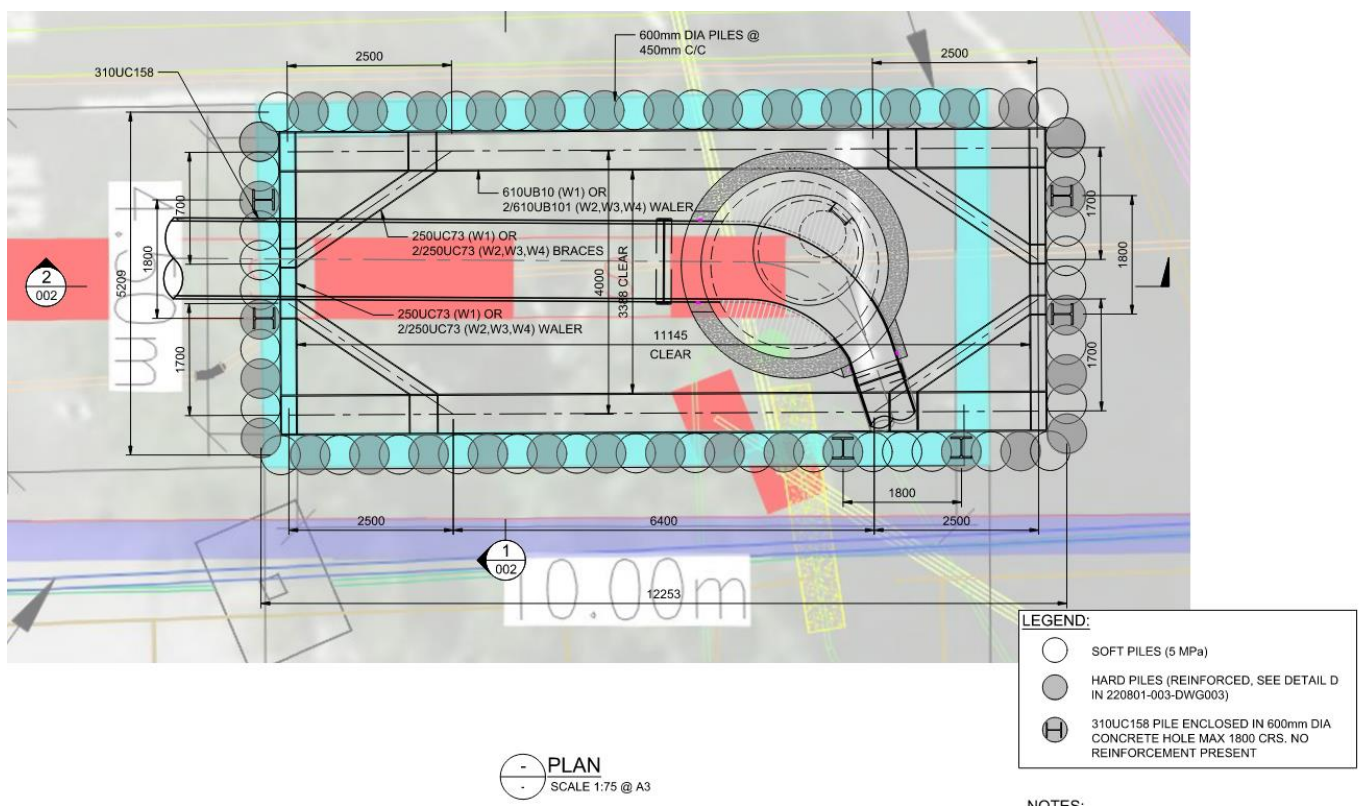 600mm DIA PILES @
450mm C/C
2500
2500
310UC158
610UB10 (W1) OR
2/610UB101 (W2,W3,W4) WALER
250UC73 (W1) OR
2/250UC73 (W2,W3,W4) BRACES
250UC73 (W1) OR
2/250UC73 (W2,W3,W4) WALER
5209
1800
1700
1700
4000
3388 CLEAR
11145
CLEAR
1700
1800
1700
2
002
4.50 m
1800
2500
6400
2500
1
002
10.00m
12253
LEGEND:
SOFT PILES (5 MPa)
HARD PILES (REINFORCED, SEE DETAIL D
IN 220801-003-DWG003)
310UC158 PILE ENCLOSED IN 600mm DIA
CONCRETE HOLE MAX 1800 CRS. NO
REINFORCEMENT PRESENT
-
-
PLAN
SCALE 1:75 @ A3
NOTES: